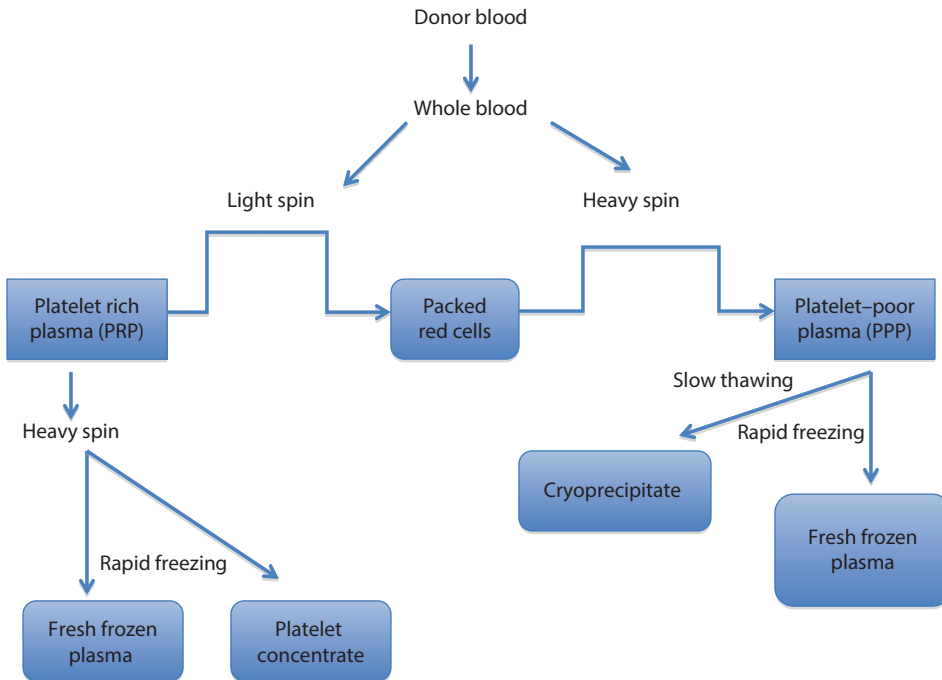 Donor blood
Whole blood
Light spin
Heavy spin
Platelet rich
plasma (PRP)
Packed
red cells
Platelet–poor
plasma (PPP)
Slow thawing
Heavy spin
Rapid freezing
Cryoprecipitate
Fresh frozen
plasma
Rapid freezing
Fresh frozen
plasma
Platelet
concentrate